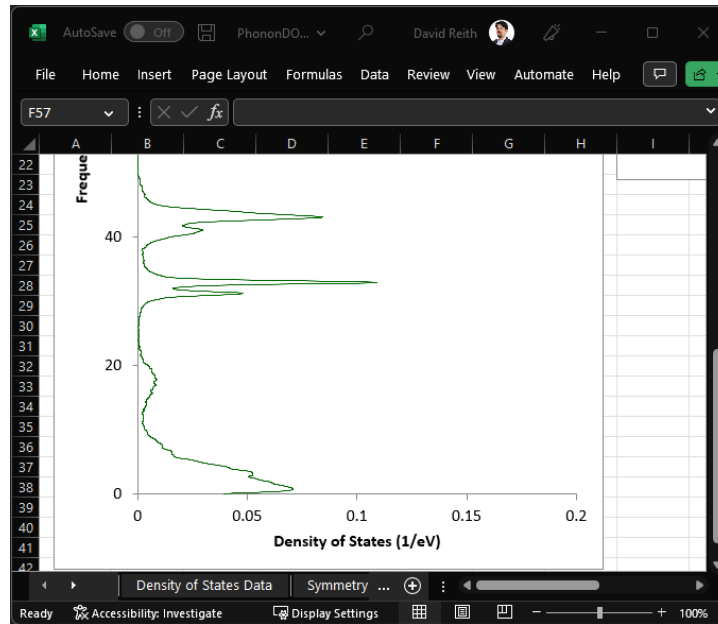 AutoSave Off PhononDO... David Reith
File Home Insert Page Layout Formulas Data Review View Automate Help
F57 fx
A B C D E F G H I
22
23
24
25
26
27
28
29
30
31
32
33
34
35
36
37
38
39
40
41
42
Freque
40
20
0
0 0.05 0.1 0.15 0.2
Density of States (1/eV)
Density of States Data Symmetry ...
Ready Accessibility: Investigate Display Settings 100%